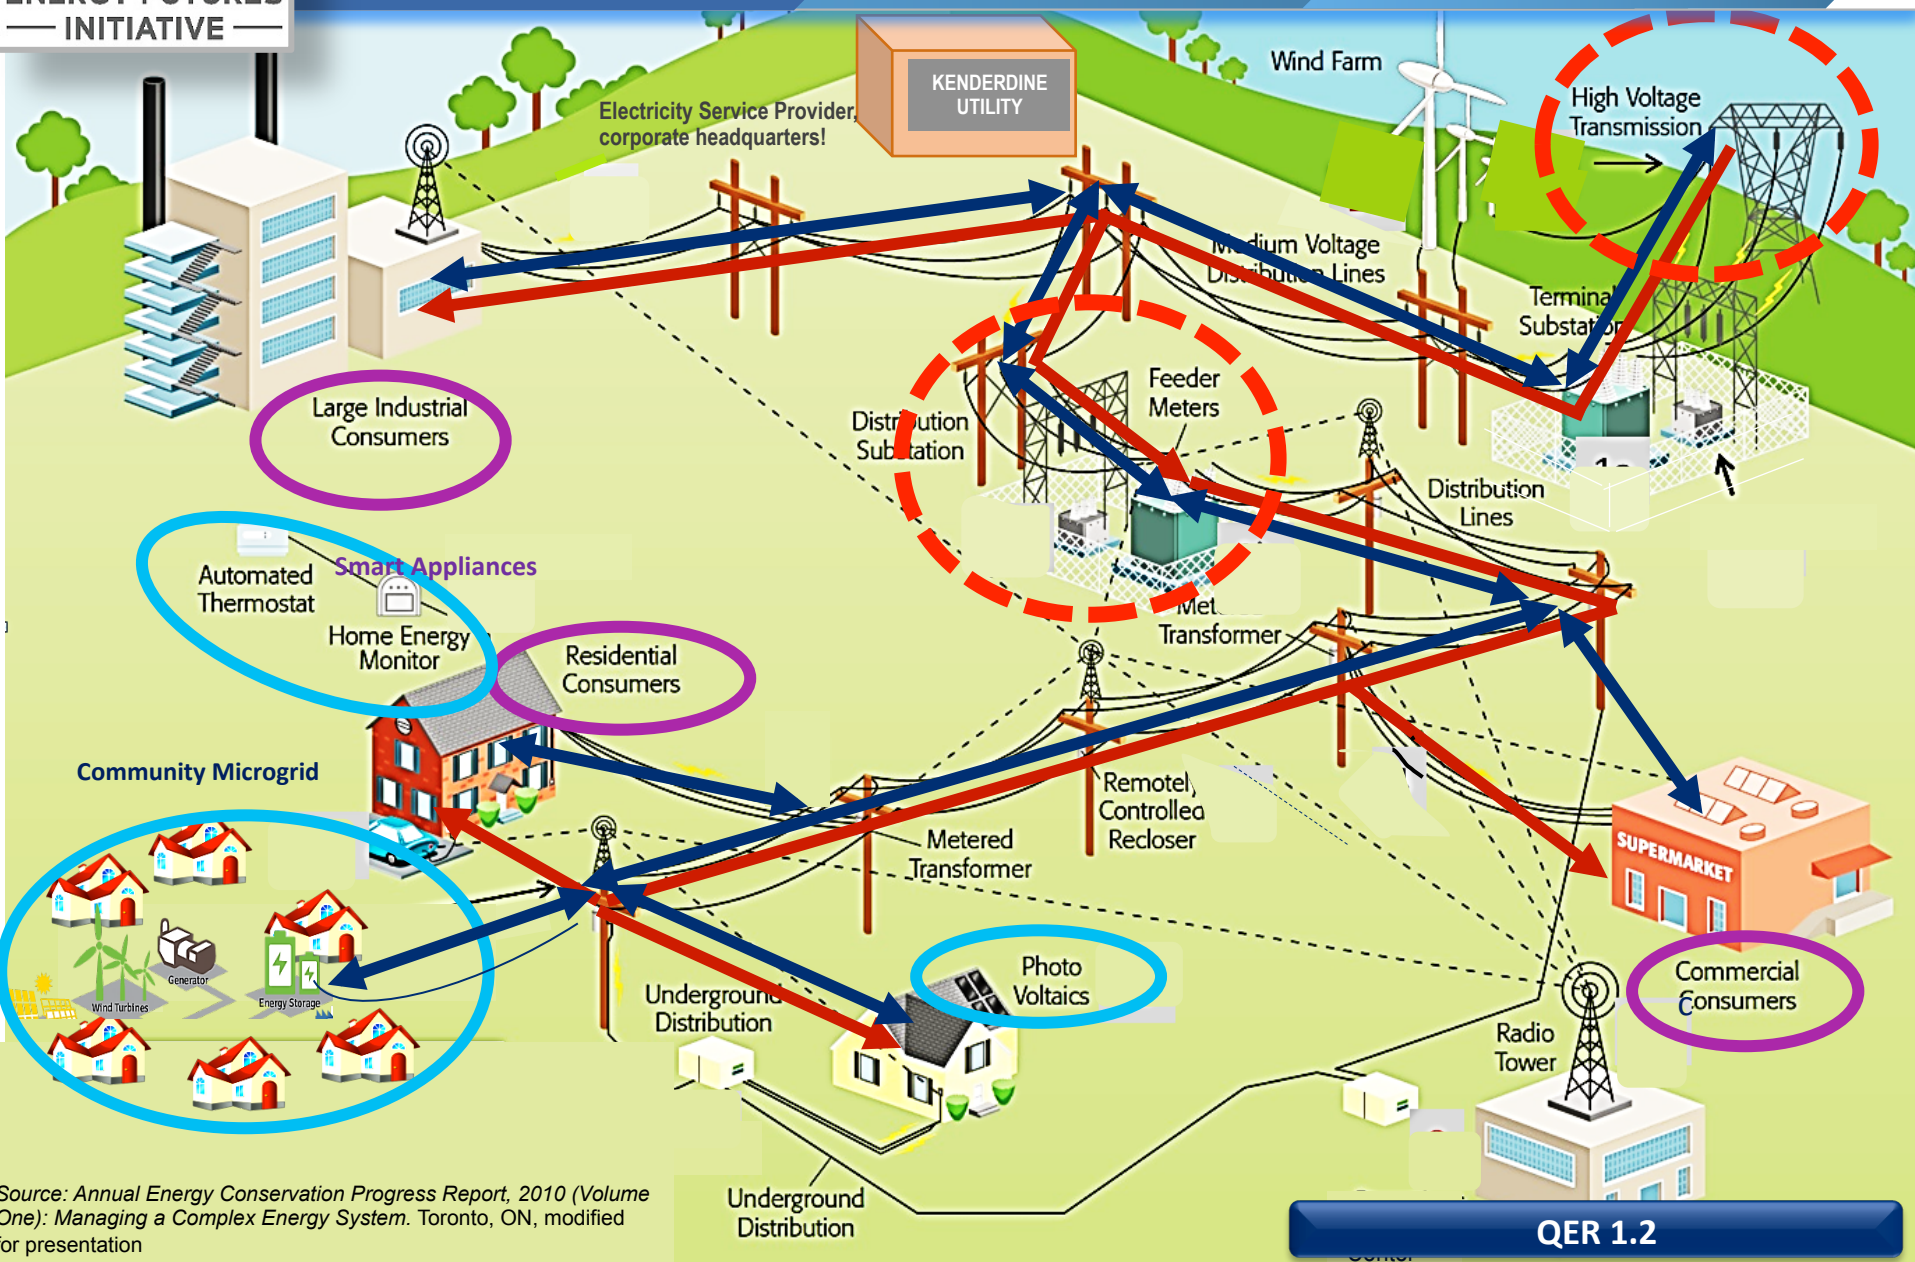 ENERGY FUTURES
INITIATIVE
KENDERDINE
UTILITY
Electricity Service Provider,
corporate headquarters!
Wind Farm
High Voltage
Transmission
Medium Voltage
Distribution Lines
Terminal
Substation
Large Industrial
Consumers
Feeder
Meters
Distribution
Substation
Distribution
Lines
Automated
Thermostat
Smart Appliances
Home Energy
Monitor
Residential
Consumers
Met
Transformer
Community Microgrid
Remotely
Controlled
Recloser
Metered
Transformer
SUPERMARKET
Generator
Wind Turbines
Energy Storage
Photo
Voltaics
Underground
Distribution
Commercial
Consumers
C
Radio
Tower
Underground
Distribution
Source: Annual Energy Conservation Progress Report, 2010 (Volume
One): Managing a Complex Energy System. Toronto, ON, modified
for presentation
QER 1.2